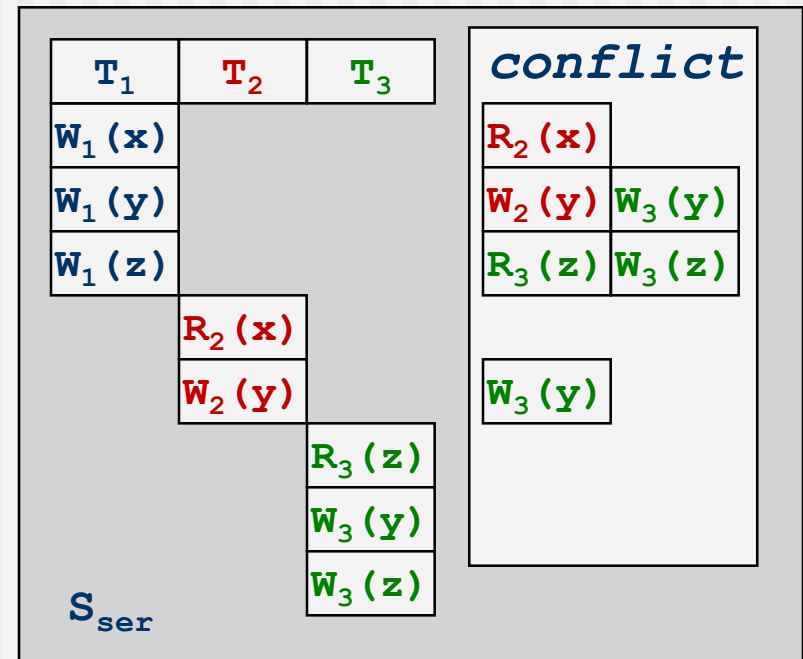 T₁ T₂ T₃ conflict
W₁(x) R₂(x)
W₁(y) W₂(y) W₃(y)
W₁(z) R₃(z) W₃(z)
R₂(x)
W₂(y) W₃(y)
R₃(z)
W₃(y)
W₃(z)
Sser